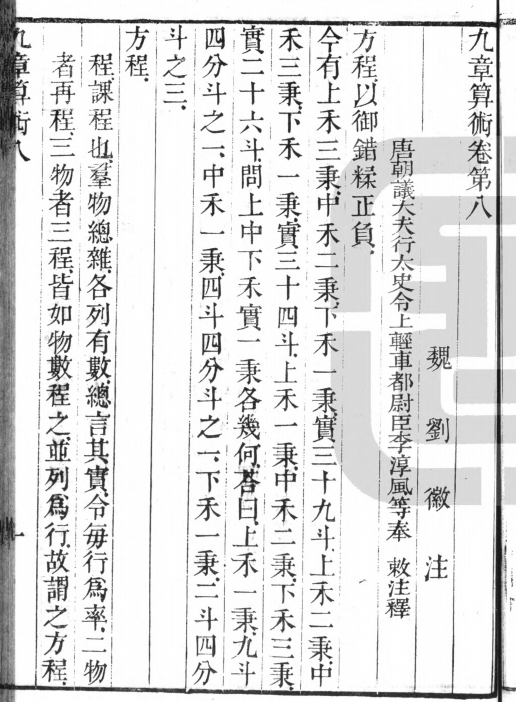 九章算術卷第八
魏劉徽注
唐朝議大夫行太史令上輕車都尉臣李淳風等奉敕注釋
方程以御錯糅正負
今有上禾三秉、中禾二秉、下禾一秉、實三十九斗、上禾二秉、中
禾三秉、下禾一秉、實三十四斗、上禾一秉、中禾二秉、下禾三秉、
實二十六斗、問上中下禾實一秉各幾何、荅曰、上禾一秉、九斗
四分斗之一、中禾一秉、四斗四分斗之一、下禾一秉、二斗四分
斗之三、
方程、
程、課程也、羣物總雜、各列有數、總言其實、令每行爲率、二物
者再程、三物者三程、皆如物數程之、並列爲行、故謂之方程、
九章算術八
一